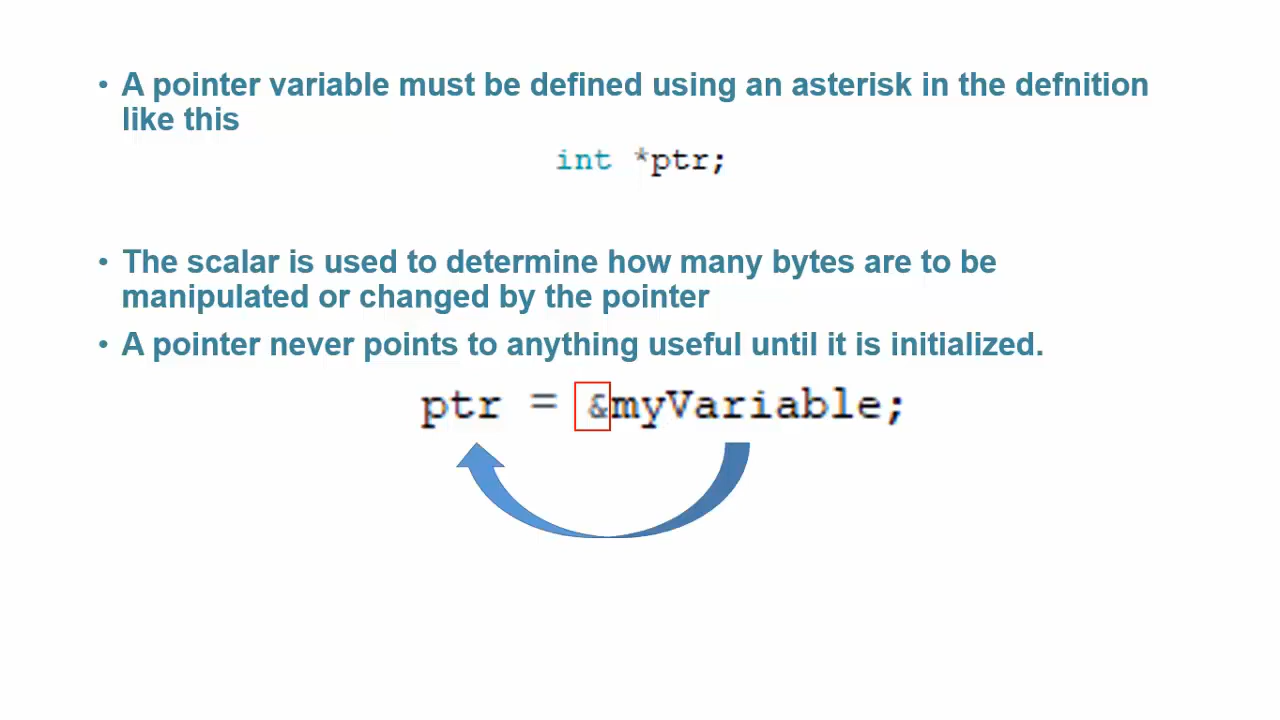 • A pointer variable must be defined using an asterisk in the defnition
like this
int *ptr;
• The scalar is used to determine how many bytes are to be
manipulated or changed by the pointer
• A pointer never points to anything useful until it is initialized.
ptr = &myVariable;